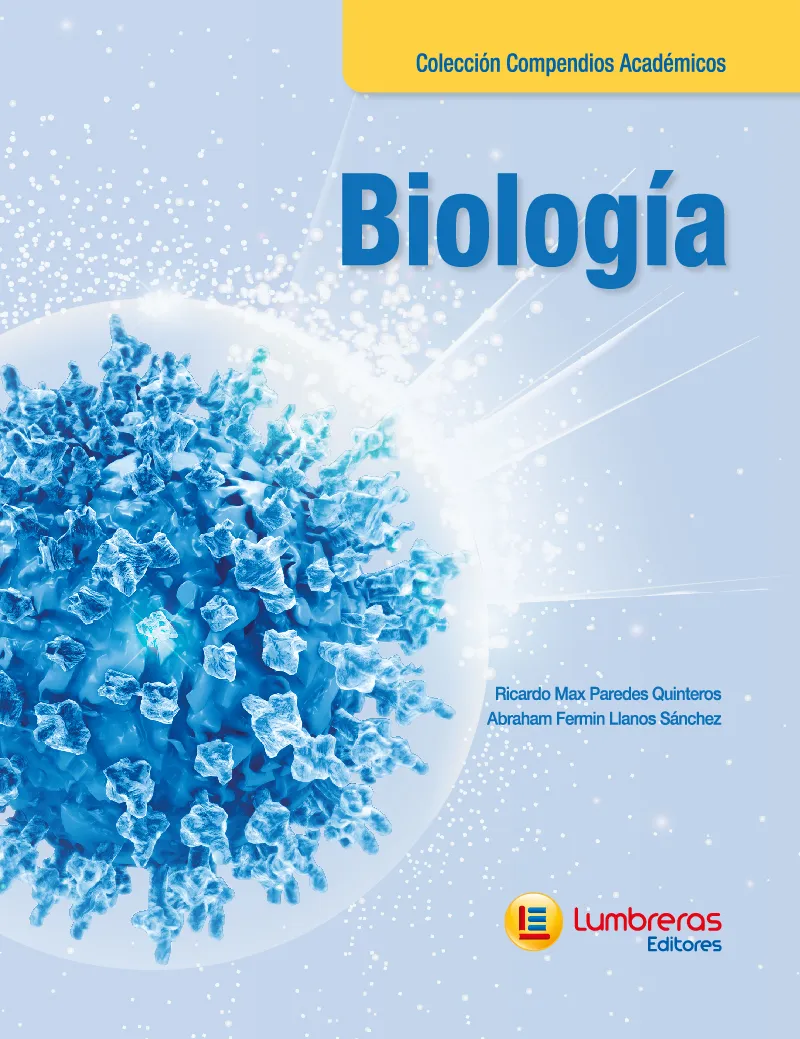 Colección Compendios Académicos
Biología
Ricardo Max Paredes Quinteros
Abraham Fermin Llanos Sánchez
Lumbreras
Editores